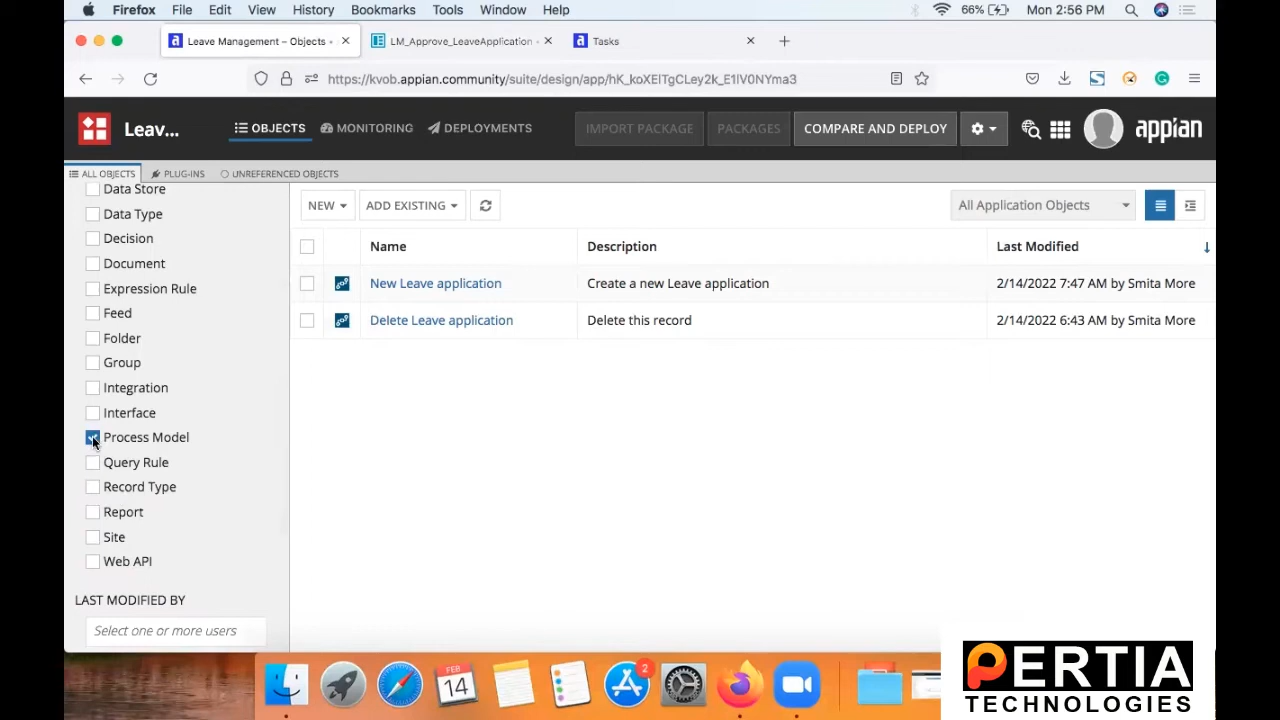 Firefox File Edit View History Bookmarks Tools Window Help 66% Mon 2:56 PM
Leave Management – Objects - LM_Approve_LeaveApplication - Tasks
https://kvob.appian.community/suite/design/app/hK_koXElTgCLey2k_E1lV0NYma3
Leav... OBJECTS MONITORING DEPLOYMENTS IMPORT PACKAGE PACKAGES COMPARE AND DEPLOY appian
ALL OBJECTS PLUG-INS UNREFERENCED OBJECTS
Data Store
Data Type
Decision
Document
Expression Rule
Feed
Folder
Group
Integration
Interface
Process Model
Query Rule
Record Type
Report
Site
Web API
LAST MODIFIED BY
Select one or more users
NEW ADD EXISTING All Application Objects
Name Description Last Modified
New Leave application Create a new Leave application 2/14/2022 7:47 AM by Smita More
Delete Leave application Delete this record 2/14/2022 6:43 AM by Smita More
FEB
14
2
PERTIA
TECHNOLOGIES